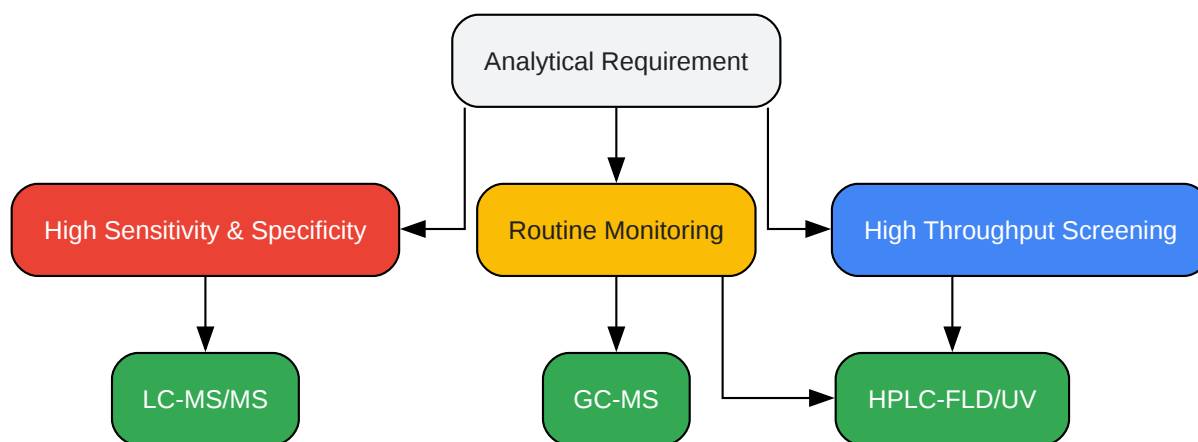 Analytical Requirement
High Sensitivity & Specificity
Routine Monitoring
High Throughput Screening
LC-MS/MS
GC-MS
HPLC-FLD/UV